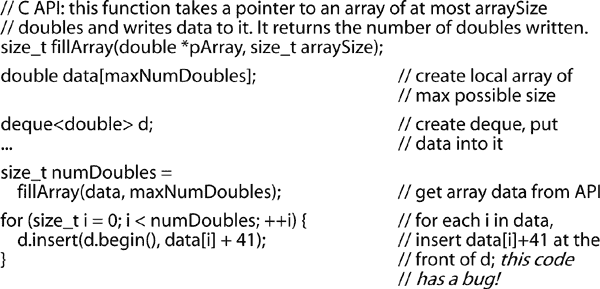 // C API: this function takes a pointer to an array of at most arraySize
// doubles and writes data to it. It returns the number of doubles written.
size_t fillArray(double *pArray, size_t arraySize);
double data[maxNumDoubles]; // create local array of
// max possible size
deque<double> d; // create deque, put
... // data into it
size_t numDoubles =
fillArray(data, maxNumDoubles); // get array data from API
for (size_t i = 0; i < numDoubles; ++i) { // for each i in data,
d.insert(d.begin(), data[i] + 41); // insert data[i]+41 at the
} // front of d; this code
// has a bug!